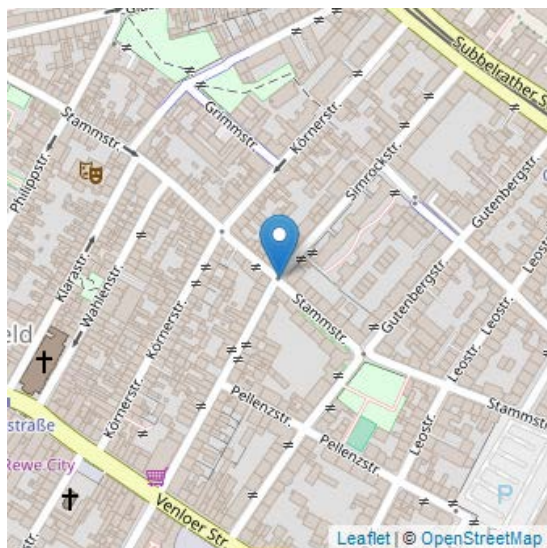 Subbelrather S
Stammstr.
Grimmstr.
Körnerstr.
Simrockstr.
Philippstr.
Gutenbergstr.
Leostr.
Klarastr.
Wahlenstr.
Körnerstr.
Stammstr.
Gutenbergstr.
Leostr.
eld
Leostr.
Pellenzstr.
Stammstr.
Körnerstr.
Leostr.
straße
Pellenzstr.
Rewe City
Venloer Str.
P
Leaflet | © OpenStreetMap